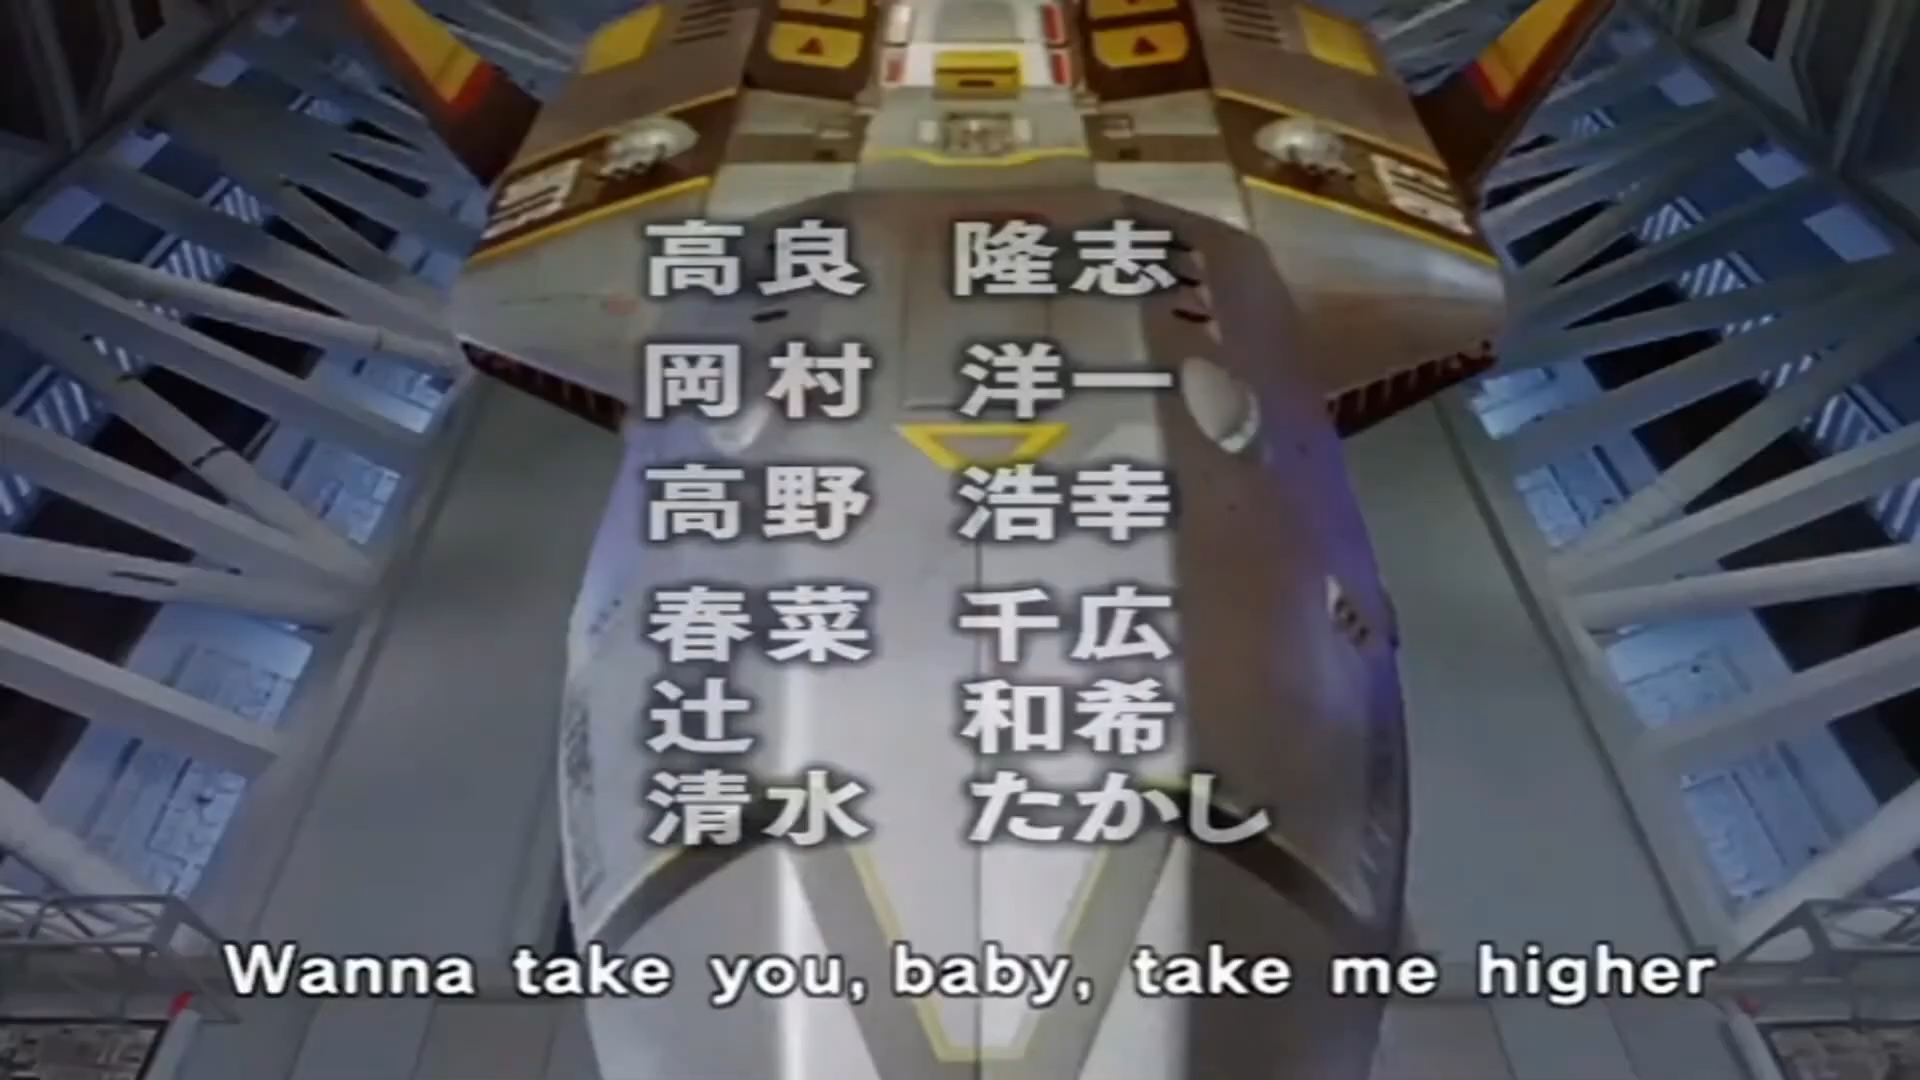 高良 隆志
岡村 洋一
高野 浩幸
春菜 千広
辻 和希
清水 たかし
Wanna take you, baby, take me higher